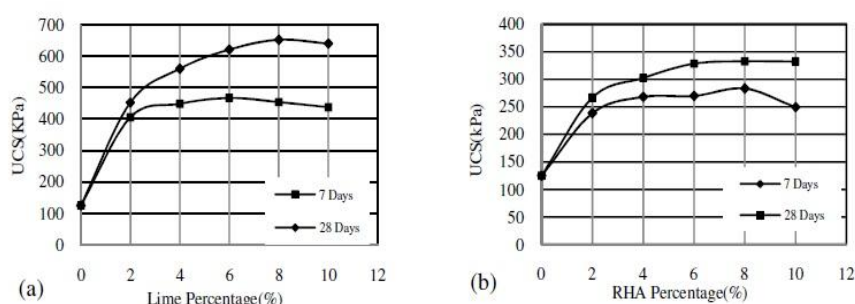 (a)
UCS(KPa)
700
600
500
400
300
200
100
0
0 2 4 6 8 10 12
Lime Percentage(%)
7 Days
28 Days
(b)
UCS(kPa)
400
350
300
250
200
150
100
50
0
0 2 4 6 8 10 12
RHA Percentage(%)
7 Days
28 Days